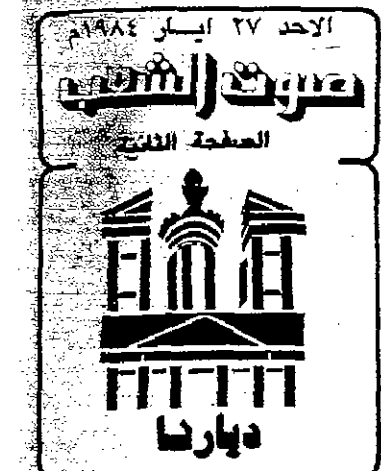 الاحد ٢٧ ايار ١٩٨٤م
صوت الشعب
الصفحة الثانية
ديارنا